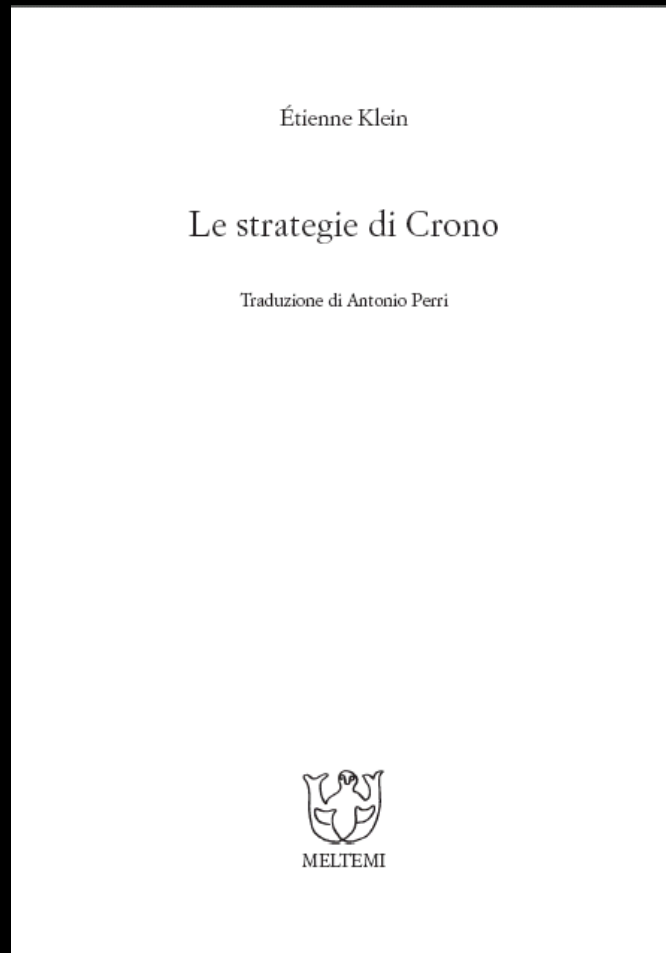 Étienne Klein
Le strategie di Crono
Traduzione di Antonio Perri
MELTEMI